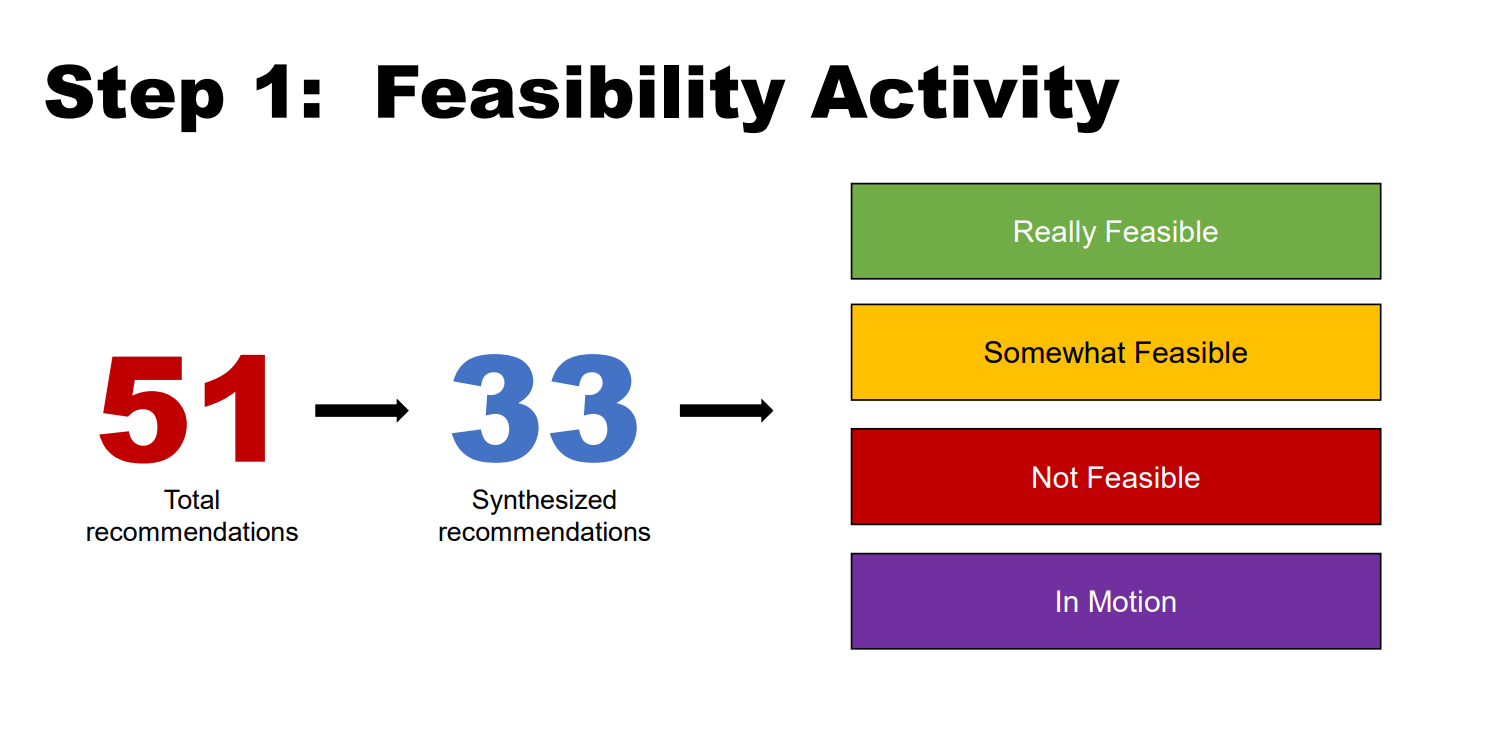 Step 1:  Feasibility Activity
51
Total
recommendations
33
Synthesized
recommendations
Really Feasible
Somewhat Feasible
Not Feasible
In Motion